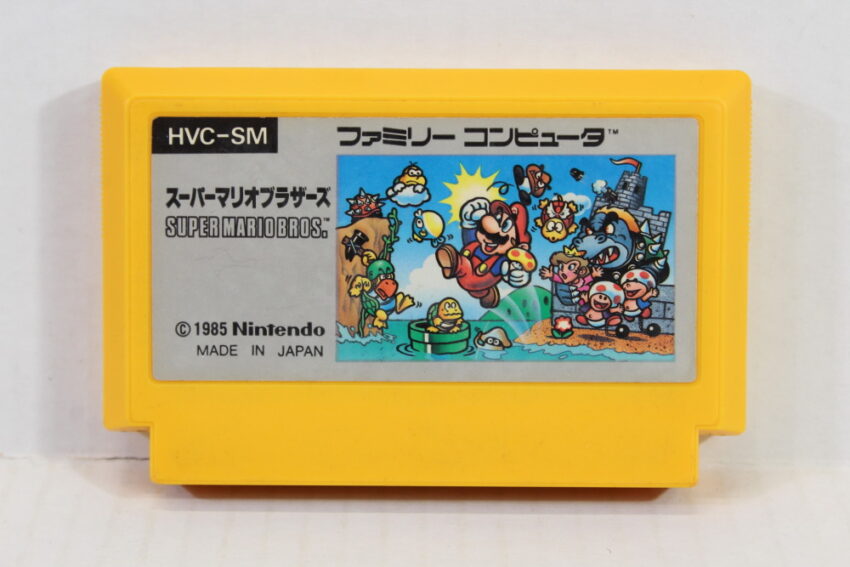 HVC-SM
ファミリー コンピュータ™
スーパーマリオブラザーズ
SUPER MARIO BROS.™
© 1985 Nintendo
MADE IN JAPAN